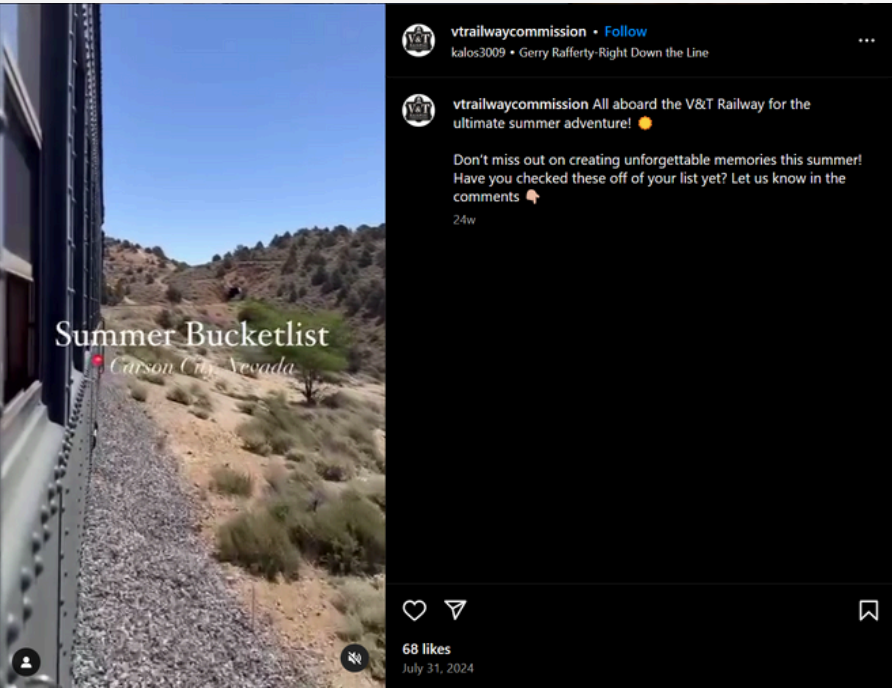 Summer Bucketlist
Carson City, Nevada
vtrailwaycommission • Follow
kalos3009 • Gerry Rafferty-Right Down the Line
V&T
vtrailwaycommission All aboard the V&T Railway for the
ultimate summer adventure! ☀️
Don't miss out on creating unforgettable memories this summer!
Have you checked these off of your list yet? Let us know in the
comments 👇🏻
24w
V&T
68 likes
July 31, 2024